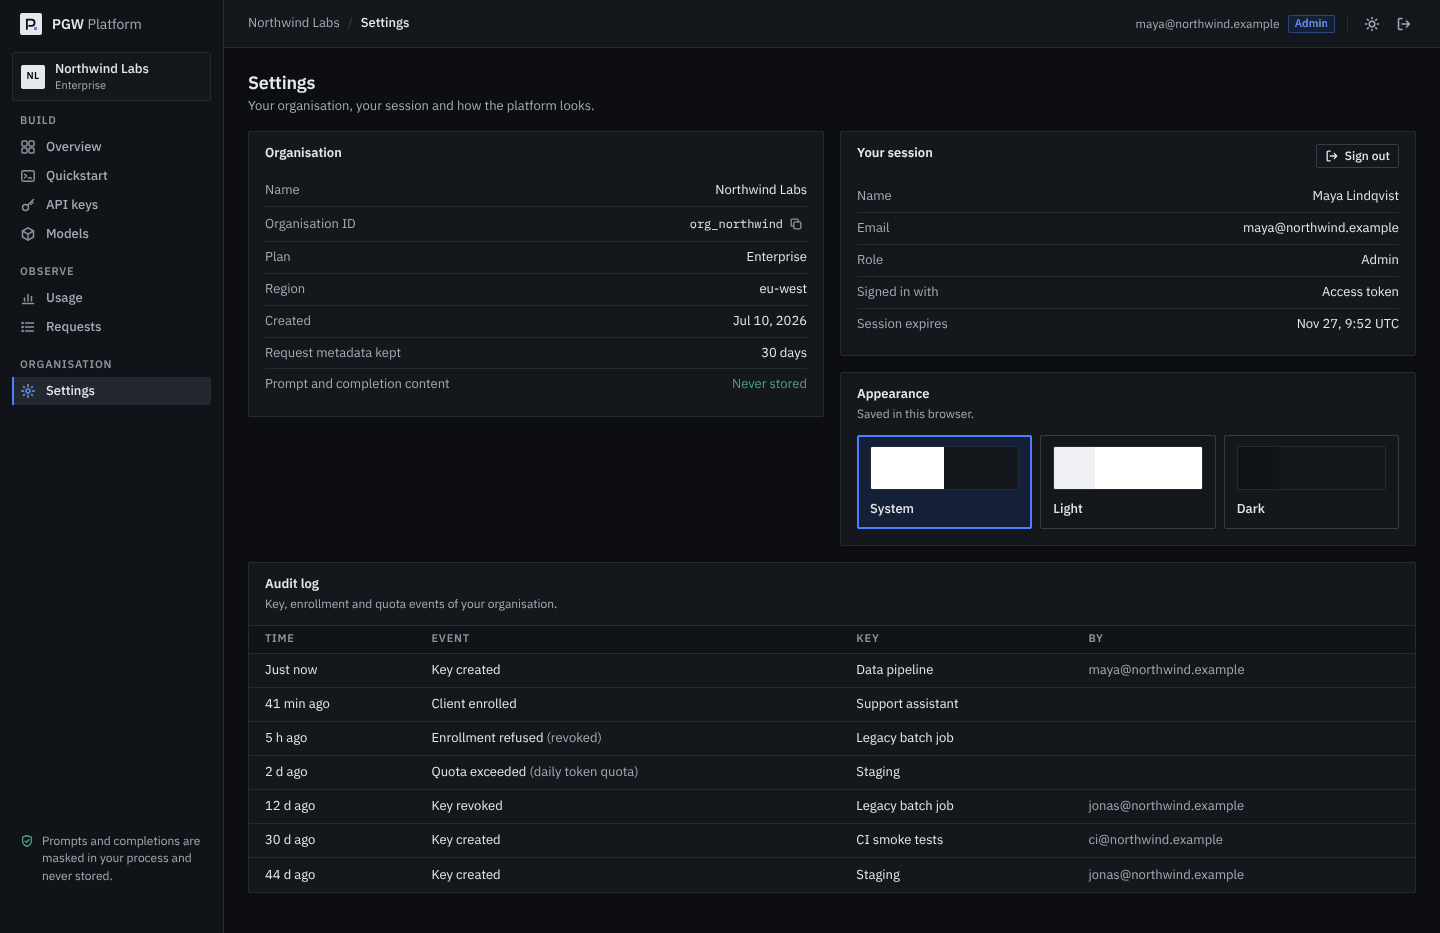 PGW Platform
NL
Northwind Labs
Enterprise
BUILD
Overview
Quickstart
API keys
Models
OBSERVE
Usage
Requests
ORGANISATION
Settings
Prompts and completions are
masked in your process and
never stored.
Northwind Labs / Settings
maya@northwind.example Admin
Settings
Your organisation, your session and how the platform looks.
Organisation
Name Northwind Labs
Organisation ID org_northwind
Plan Enterprise
Region eu-west
Created Jul 10, 2026
Request metadata kept 30 days
Prompt and completion content Never stored
Your session Sign out
Name Maya Lindqvist
Email maya@northwind.example
Role Admin
Signed in with Access token
Session expires Nov 27, 9:52 UTC
Appearance
Saved in this browser.
System Light Dark
Audit log
Key, enrollment and quota events of your organisation.
TIME EVENT KEY BY
Just now Key created Data pipeline maya@northwind.example
41 min ago Client enrolled Support assistant
5 h ago Enrollment refused (revoked) Legacy batch job
2 d ago Quota exceeded (daily token quota) Staging
12 d ago Key revoked Legacy batch job jonas@northwind.example
30 d ago Key created CI smoke tests ci@northwind.example
44 d ago Key created Staging jonas@northwind.example